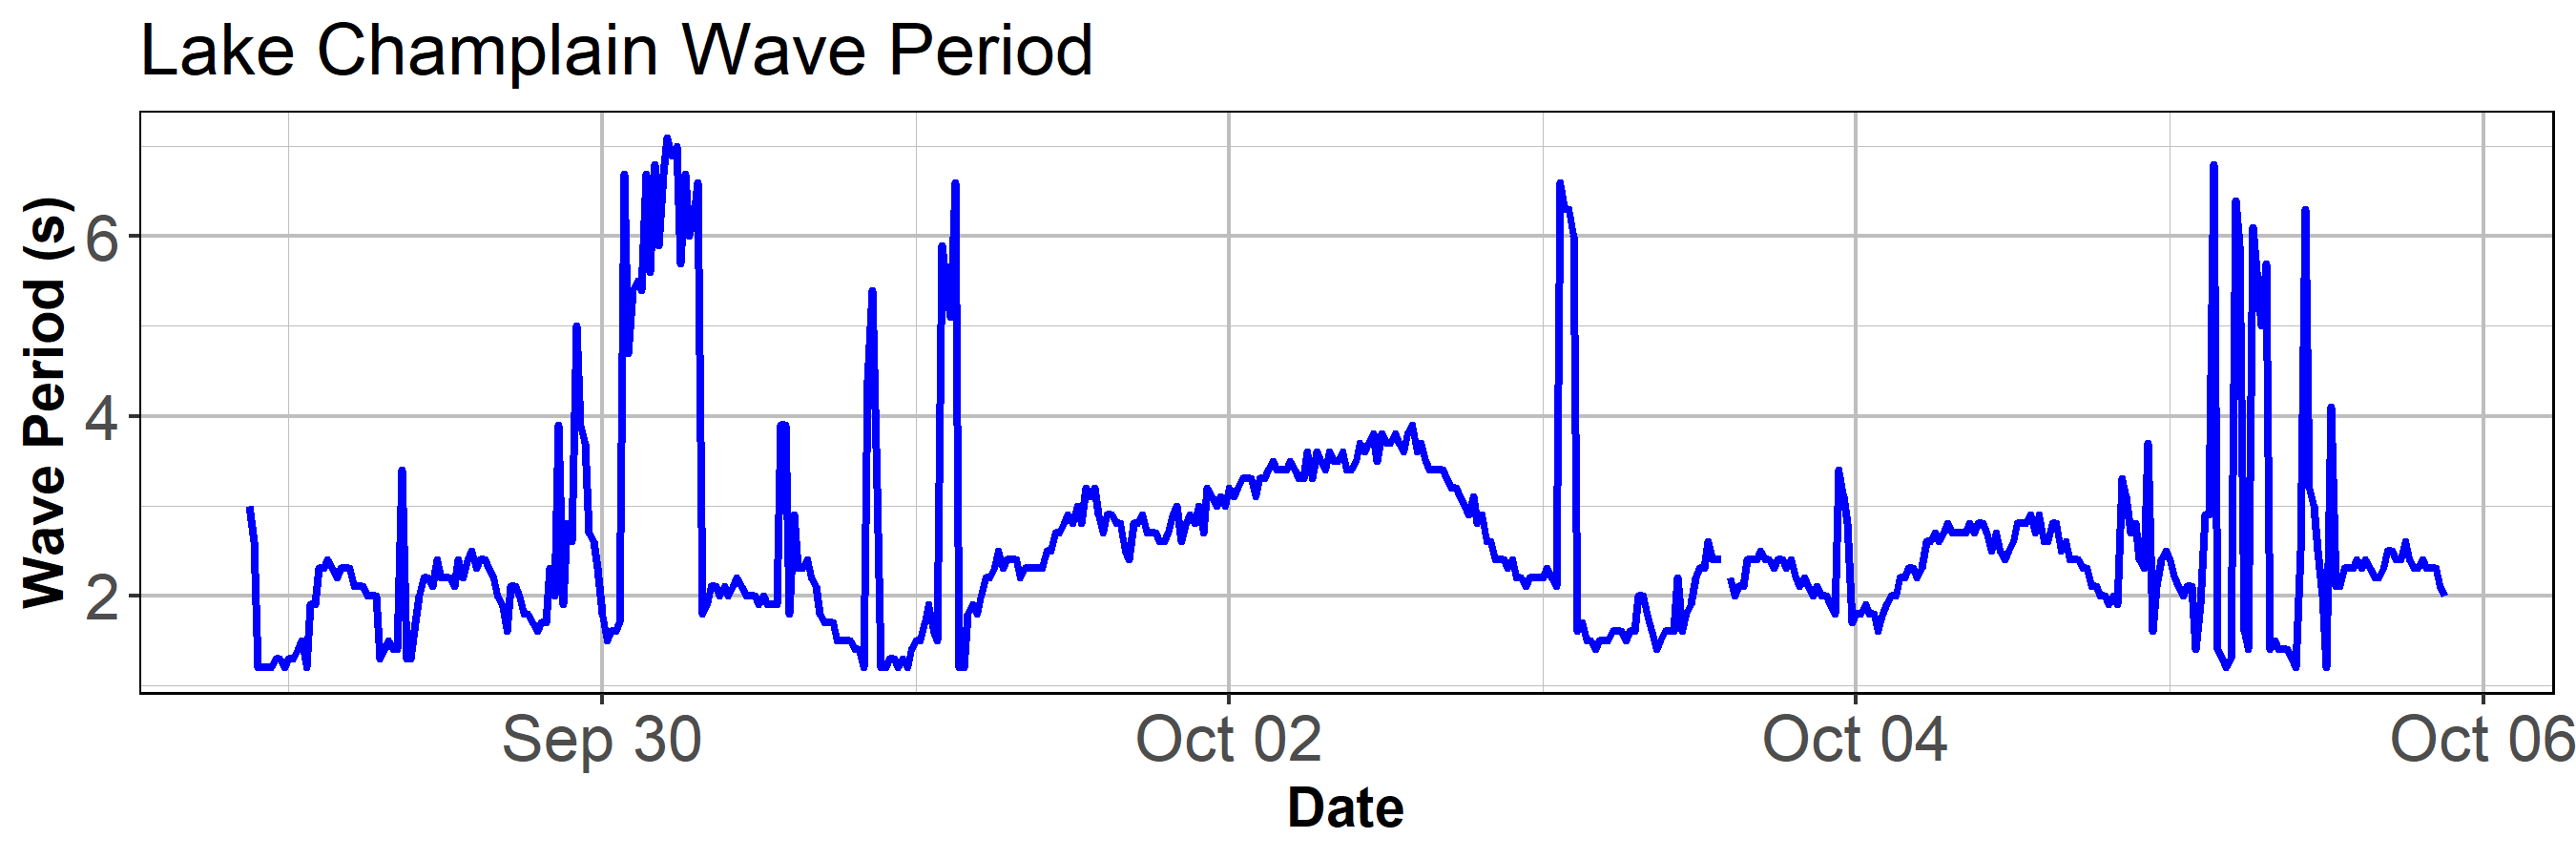 Lake Champlain Wave Period
Wave Period (s)
6
4
2
Sep 30 Oct 02 Oct 04 Oct 06
Date